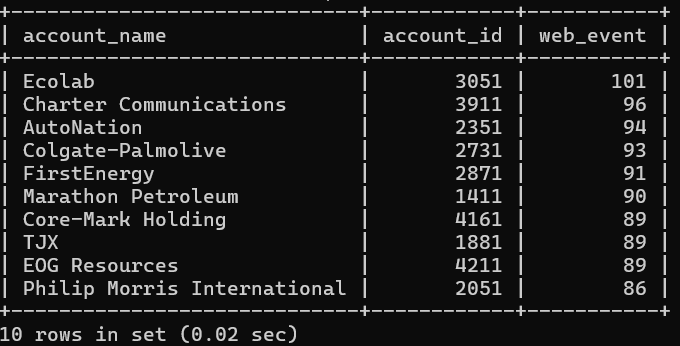 +----------------------------+------------+-----------+
| account_name               | account_id | web_event |
+----------------------------+------------+-----------+
| Ecolab                     |       3051 |       101 |
| Charter Communications     |       3911 |        96 |
| AutoNation                 |       2351 |        94 |
| Colgate-Palmolive          |       2731 |        93 |
| FirstEnergy                |       2871 |        91 |
| Marathon Petroleum         |       1411 |        90 |
| Core-Mark Holding          |       4161 |        89 |
| TJX                        |       1881 |        89 |
| EOG Resources              |       4211 |        89 |
| Philip Morris International | 2051 |        86 |
+----------------------------+------------+-----------+
10 rows in set (0.02 sec)